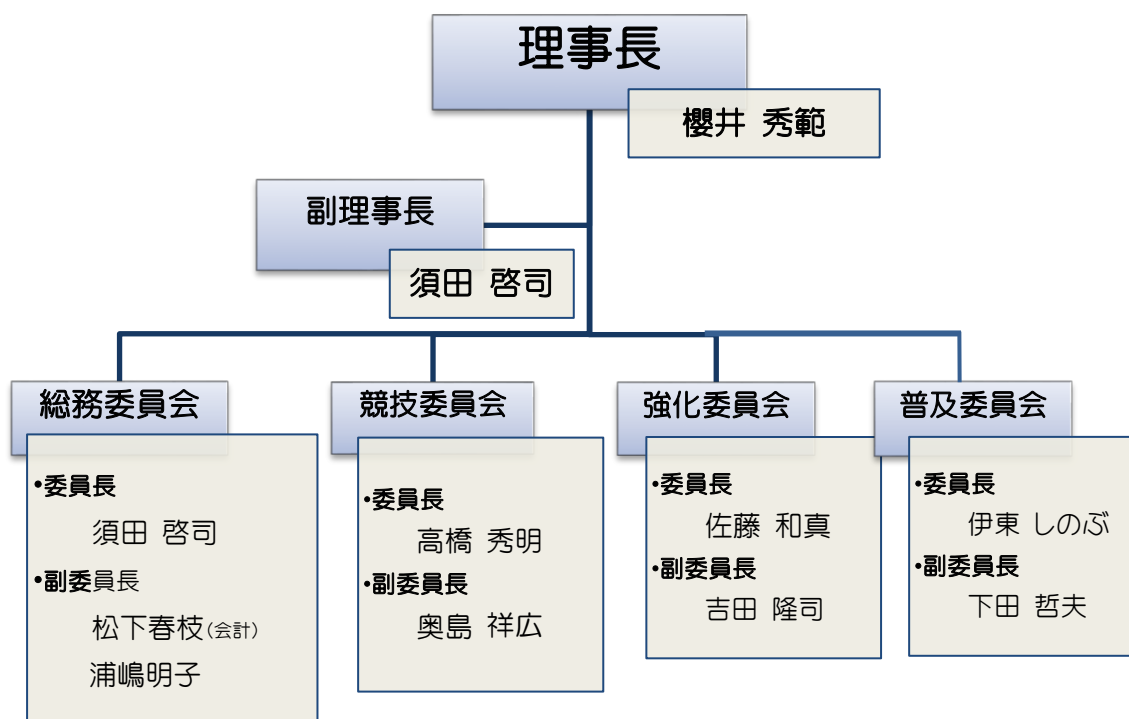 理事長
櫻井 秀範
副理事長
須田 啓司
総務委員会
・委員長
須田 啓司
・副委員長
松下春枝(会計)
浦嶋明子
競技委員会
・委員長
高橋 秀明
・副委員長
奥島 祥広
強化委員会
・委員長
佐藤 和真
・副委員長
吉田 隆司
普及委員会
・委員長
伊東 しのぶ
・副委員長
下田 哲夫